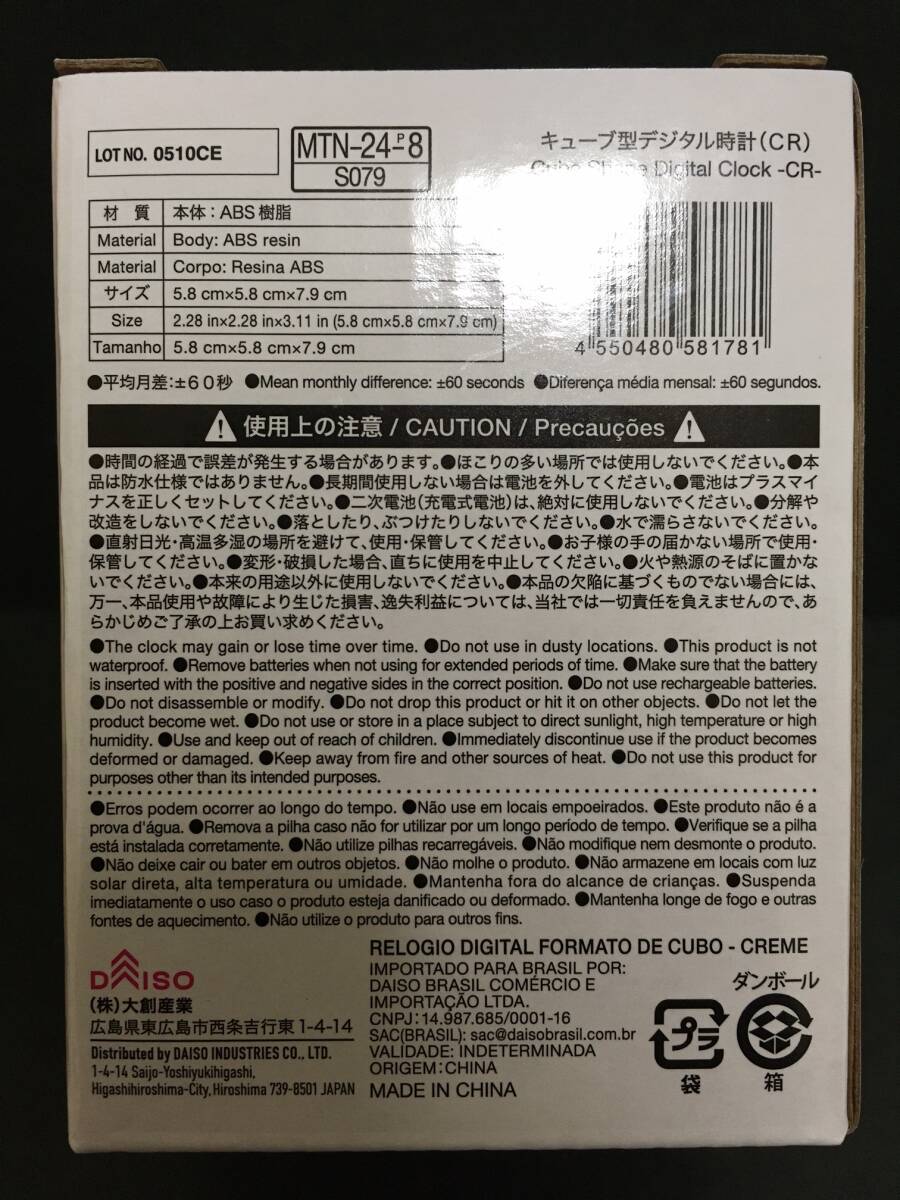 LOT NO. 0510CE
MTN-24-P-8
S079
キューブ型デジタル時計(CR)
Cube Shape Digital Clock -CR-
材 質 本体:ABS樹脂
Material Body: ABS resin
Material Corpo: Resina ABS
サイズ 5.8 cm×5.8 cm×7.9 cm
Size 2.28 in×2.28 in×3.11 in (5.8 cm×5.8 cm×7.9 cm)
Tamanho 5.8 cm×5.8 cm×7.9 cm
4 550480 581781
●平均月差:±60秒 ●Mean monthly difference: ±60 seconds ●Diferença média mensal: ±60 segundos.
使用上の注意 / CAUTION / Precauções
●時間の経過で誤差が発生する場合があります。●ほこりの多い場所では使用しないでください。●本
品は防水仕様ではありません。●長期間使用しない場合は電池を外してください。●電池はプラスマイ
ナスを正しくセットしてください。●二次電池(充電式電池)は、絶対に使用しないでください。●分解や
改造をしないでください。●落としたり、ぶつけたりしないでください。●水で濡らさないでください。
●直射日光・高温多湿の場所を避けて、使用・保管してください。●お子様の手の届かない場所で使用・
保管してください。●変形・破損した場合、直ちに使用を中止してください。●火や熱源のそばに置かな
いでください。●本来の用途以外に使用しないでください。●本品の欠陥に基づくものでない場合には、
万一、本品使用や故障により生じた損害、逸失利益については、当社では一切責任を負えませんので、あ
らかじめご了承の上お買い求めください。
●The clock may gain or lose time over time. ●Do not use in dusty locations. ●This product is not
waterproof. ●Remove batteries when not using for extended periods of time. ●Make sure that the battery
is inserted with the positive and negative sides in the correct position. ●Do not use rechargeable batteries.
●Do not disassemble or modify. ●Do not drop this product or hit it on other objects. ●Do not let the
product become wet. ●Do not use or store in a place subject to direct sunlight, high temperature or high
humidity. ●Use and keep out of reach of children. ●Immediately discontinue use if the product becomes
deformed or damaged. ●Keep away from fire and other sources of heat. ●Do not use this product for
purposes other than its intended purposes.
●Erros podem ocorrer ao longo do tempo. ●Não use em locais empoeirados. ●Este produto não é a
prova d'água. ●Remova a pilha caso não for utilizar por um longo período de tempo. ●Verifique se a pilha
está instalada corretamente. ●Não utilize pilhas recarregáveis. ●Não modifique nem desmonte o produto.
●Não deixe cair ou bater em outros objetos. ●Não molhe o produto. ●Não armazene em locais com luz
solar direta, alta temperatura ou umidade. ●Mantenha fora do alcance de crianças. ●Suspenda
imediatamente o uso caso o produto esteja danificado ou deformado. ●Mantenha longe de fogo e outras
fontes de aquecimento. ●Não utilize o produto para outros fins.
DAISO
(株)大創産業
広島県東広島市西条吉行東1-4-14
Distributed by DAISO INDUSTRIES CO., LTD.
1-4-14 Saijo-Yoshiyukihigashi,
Higashihiroshima-City, Hiroshima 739-8501 JAPAN
RELOGIO DIGITAL FORMATO DE CUBO - CREME
IMPORTADO PARA BRASIL POR:
DAISO BRASIL COMÉRCIO E
IMPORTAÇÃO LTDA.
CNPJ: 14.987.685/0001-16
SAC(BRASIL): sac@daisobrasil.com.br
VALIDADE: INDETERMINADA
ORIGEM:CHINA
MADE IN CHINA
プラ
袋
ダンボール
箱